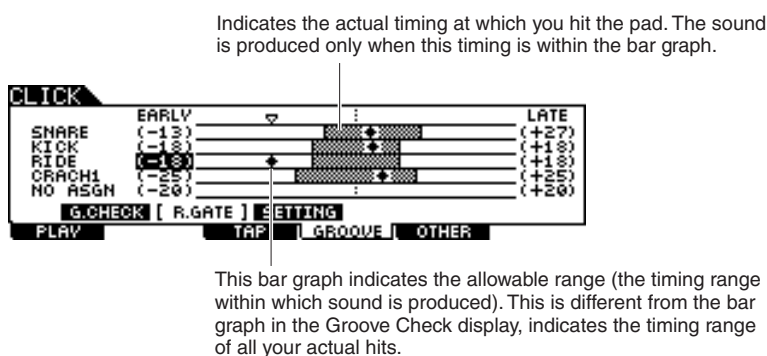 Indicates the actual timing at which you hit the pad. The sound
is produced only when this timing is within the bar graph.
CLICK
EARLY LATE
SNARE (-13) (+27)
KICK (-18) (+18)
RIDE (-18) (+18)
CRACH1 (-25) (+25)
NO ASGN (-20) (+20)
G.CHECK [ R.GATE ] SETTING
PLAY TAP GROOVE OTHER
This bar graph indicates the allowable range (the timing range
within which sound is produced). This is different from the bar
graph in the Groove Check display, indicates the timing range
of all your actual hits.